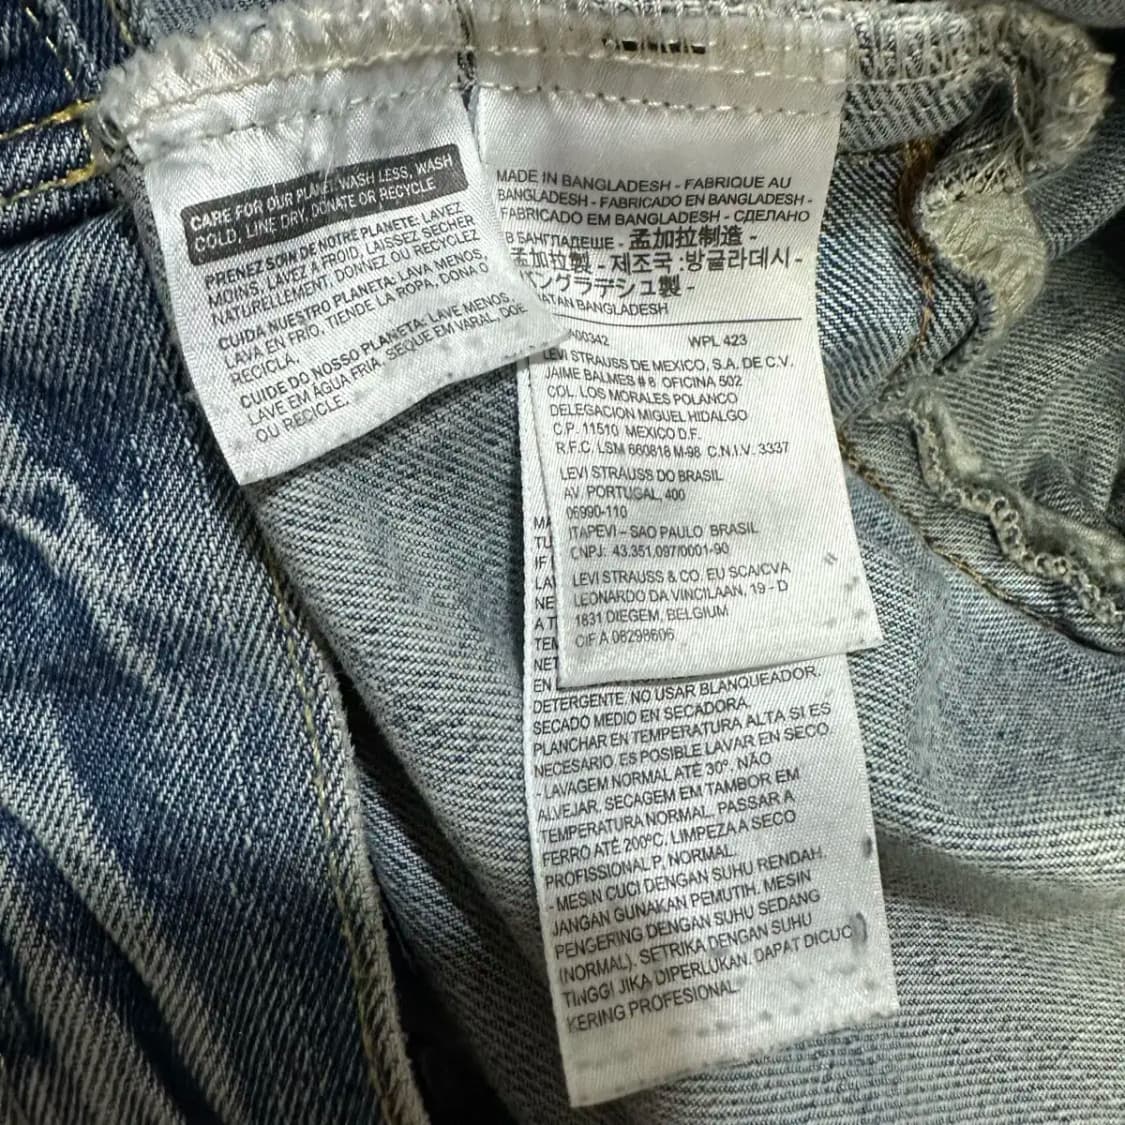 CARE FOR OUR PLANET: WASH LESS, WASH
COLD, LINE DRY, DONATE OR RECYCLE
PRENEZ SOIN DE NOTRE PLANETE: LAVEZ
MOINS, LAVEZ A FROID, LAISSEZ SECHER
NATURELLEMENT, DONNEZ OU RECYCLEZ
CUIDA NUESTRO PLANETA: LAVA MENOS,
LAVA EN FRÍO, TIENDE LA ROPA, DONA O
RECICLA.
CUIDE DO NOSSO PLANETA: LAVE MENOS,
LAVE EM ÁGUA FRIA, SEQUE EM VARAL, DOE
OU RECICLE.
MADE IN BANGLADESH - FABRIQUE AU
BANGLADESH - FABRICADO EN BANGLADESH -
FABRICADO EM BANGLADESH - СДЕЛАНО
В БАНГЛАДЕШЕ - 孟加拉制造 -
孟加拉製 - 제조국 :방글라데시 -
バングラデシュ製 -
ATAN BANGLADESH
00342 WPL 423
LEVI STRAUSS DE MEXICO, S.A. DE C.V.
JAIME BALMES # 8 OFICINA 502
COL. LOS MORALES POLANCO
DELEGACION MIGUEL HIDALGO
C.P. 11510 MEXICO D.F.
R.F.C. LSM 660818 M-98 C.N.I.V. 3337
LEVI STRAUSS DO BRASIL
AV. PORTUGAL, 400
06990-110
ITAPEVI – SAO PAULO BRASIL
CNPJ: 43.351.097/0001-90
LEVI STRAUSS & CO. EU SCA/CVA
LEONARDO DA VINCILAAN, 19 - D
1831 DIEGEM, BELGIUM
CIF A 08298606
MA
TU
IF
LA
NE
A T
TEM
NET
EN
DETERGENTE. NO USAR BLANQUEADOR.
SECADO MEDIO EN SECADORA.
PLANCHAR EN TEMPERATURA ALTA SI ES
NECESARIO. ES POSIBLE LAVAR EN SECO
- LAVAGEM NORMAL ATÉ 30º. NÃO
ALVEJAR. SECAGEM EM TAMBOR EM
TEMPERATURA NORMAL. PASSAR A
FERRO ATÉ 200ºC. LIMPEZA A SECO
PROFISSIONAL P, NORMAL.
- MESIN CUCI DENGAN SUHU RENDAH.
JANGAN GUNAKAN PEMUTIH. MESIN
PENGERING DENGAN SUHU SEDANG
(NORMAL). SETRIKA DENGAN SUHU
TINGGI JIKA DIPERLUKAN. DAPAT DICUCI
KERING PROFESIONAL.